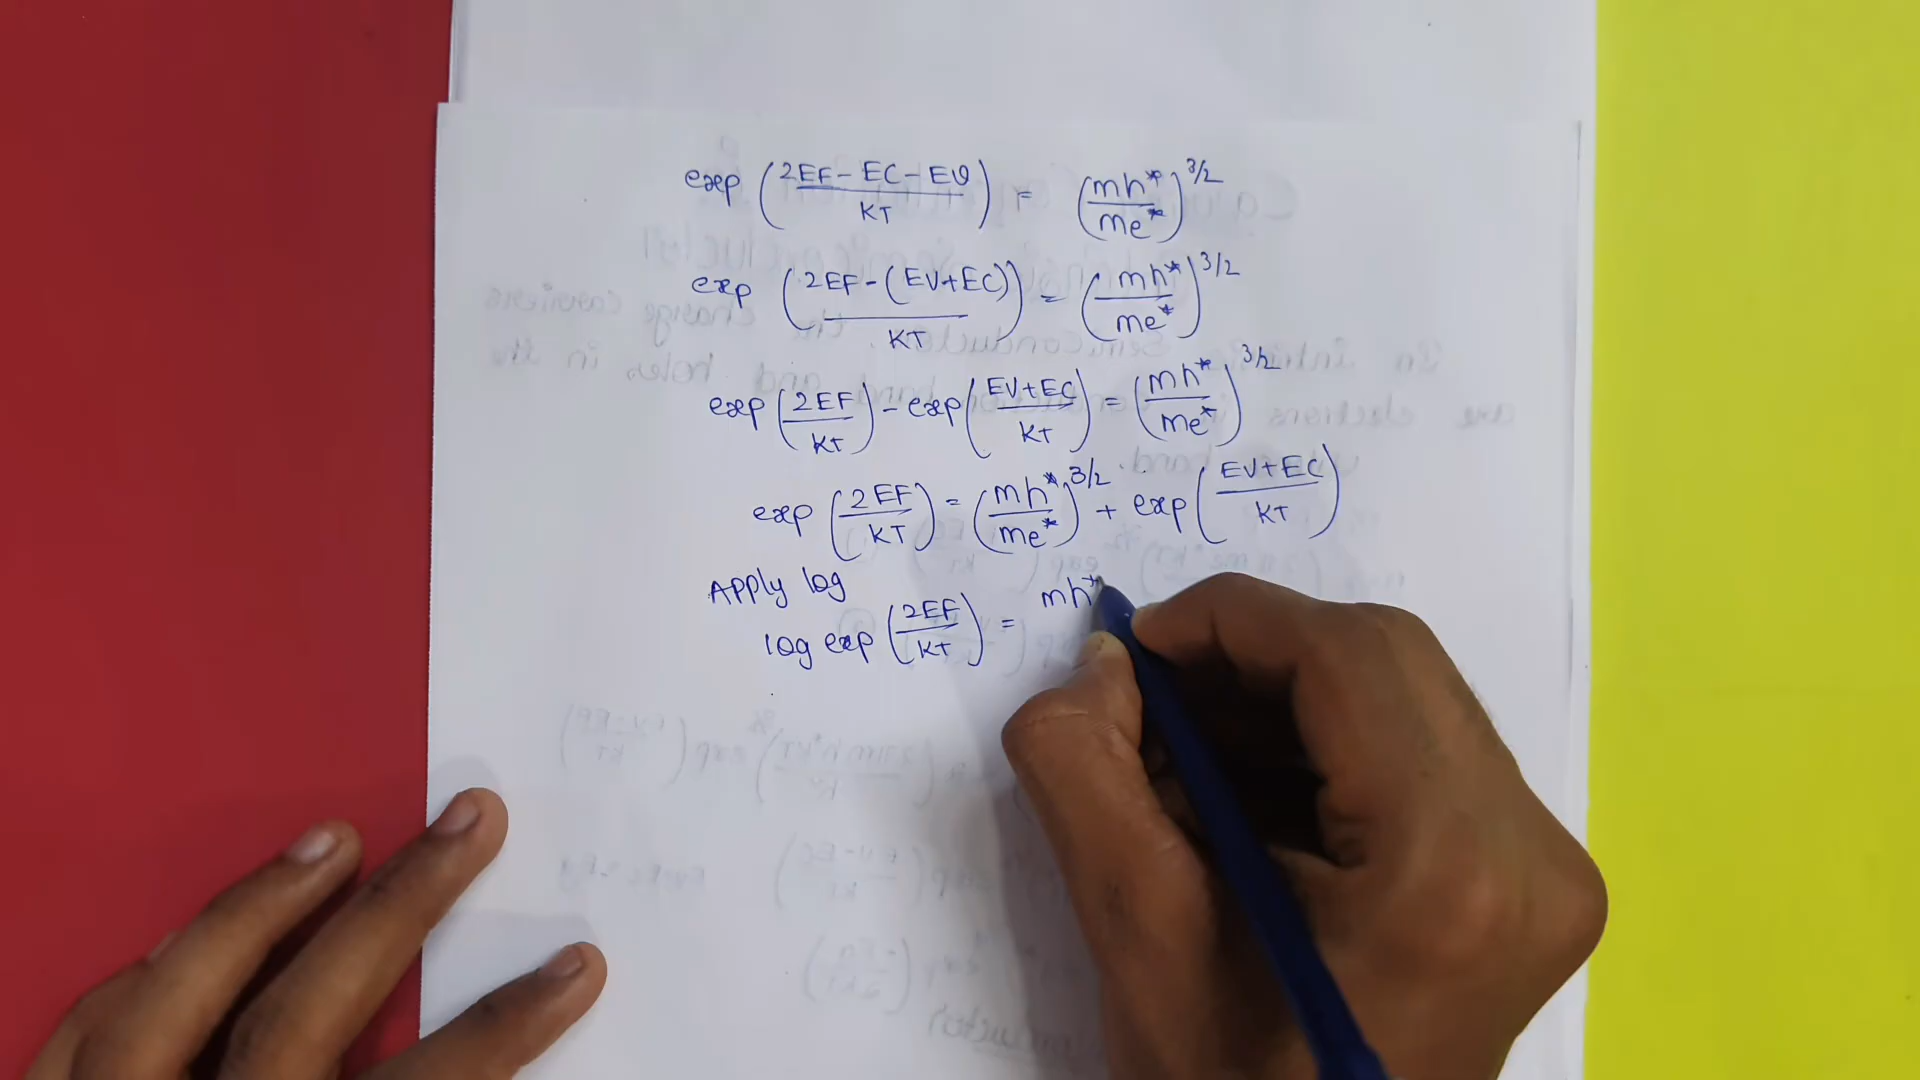 exp (2EF - EC - EV / KT) = (mh* / me*)^3/2
exp (2EF - (EV+EC) / KT) = (mh* / me*)^3/2
exp (2EF / KT) - exp (EV+EC / KT) = (mh* / me*)^3/2
exp (2EF / KT) = (mh* / me*)^3/2 + exp (EV+EC / KT)
Apply log
log exp (2EF / KT) = mh*